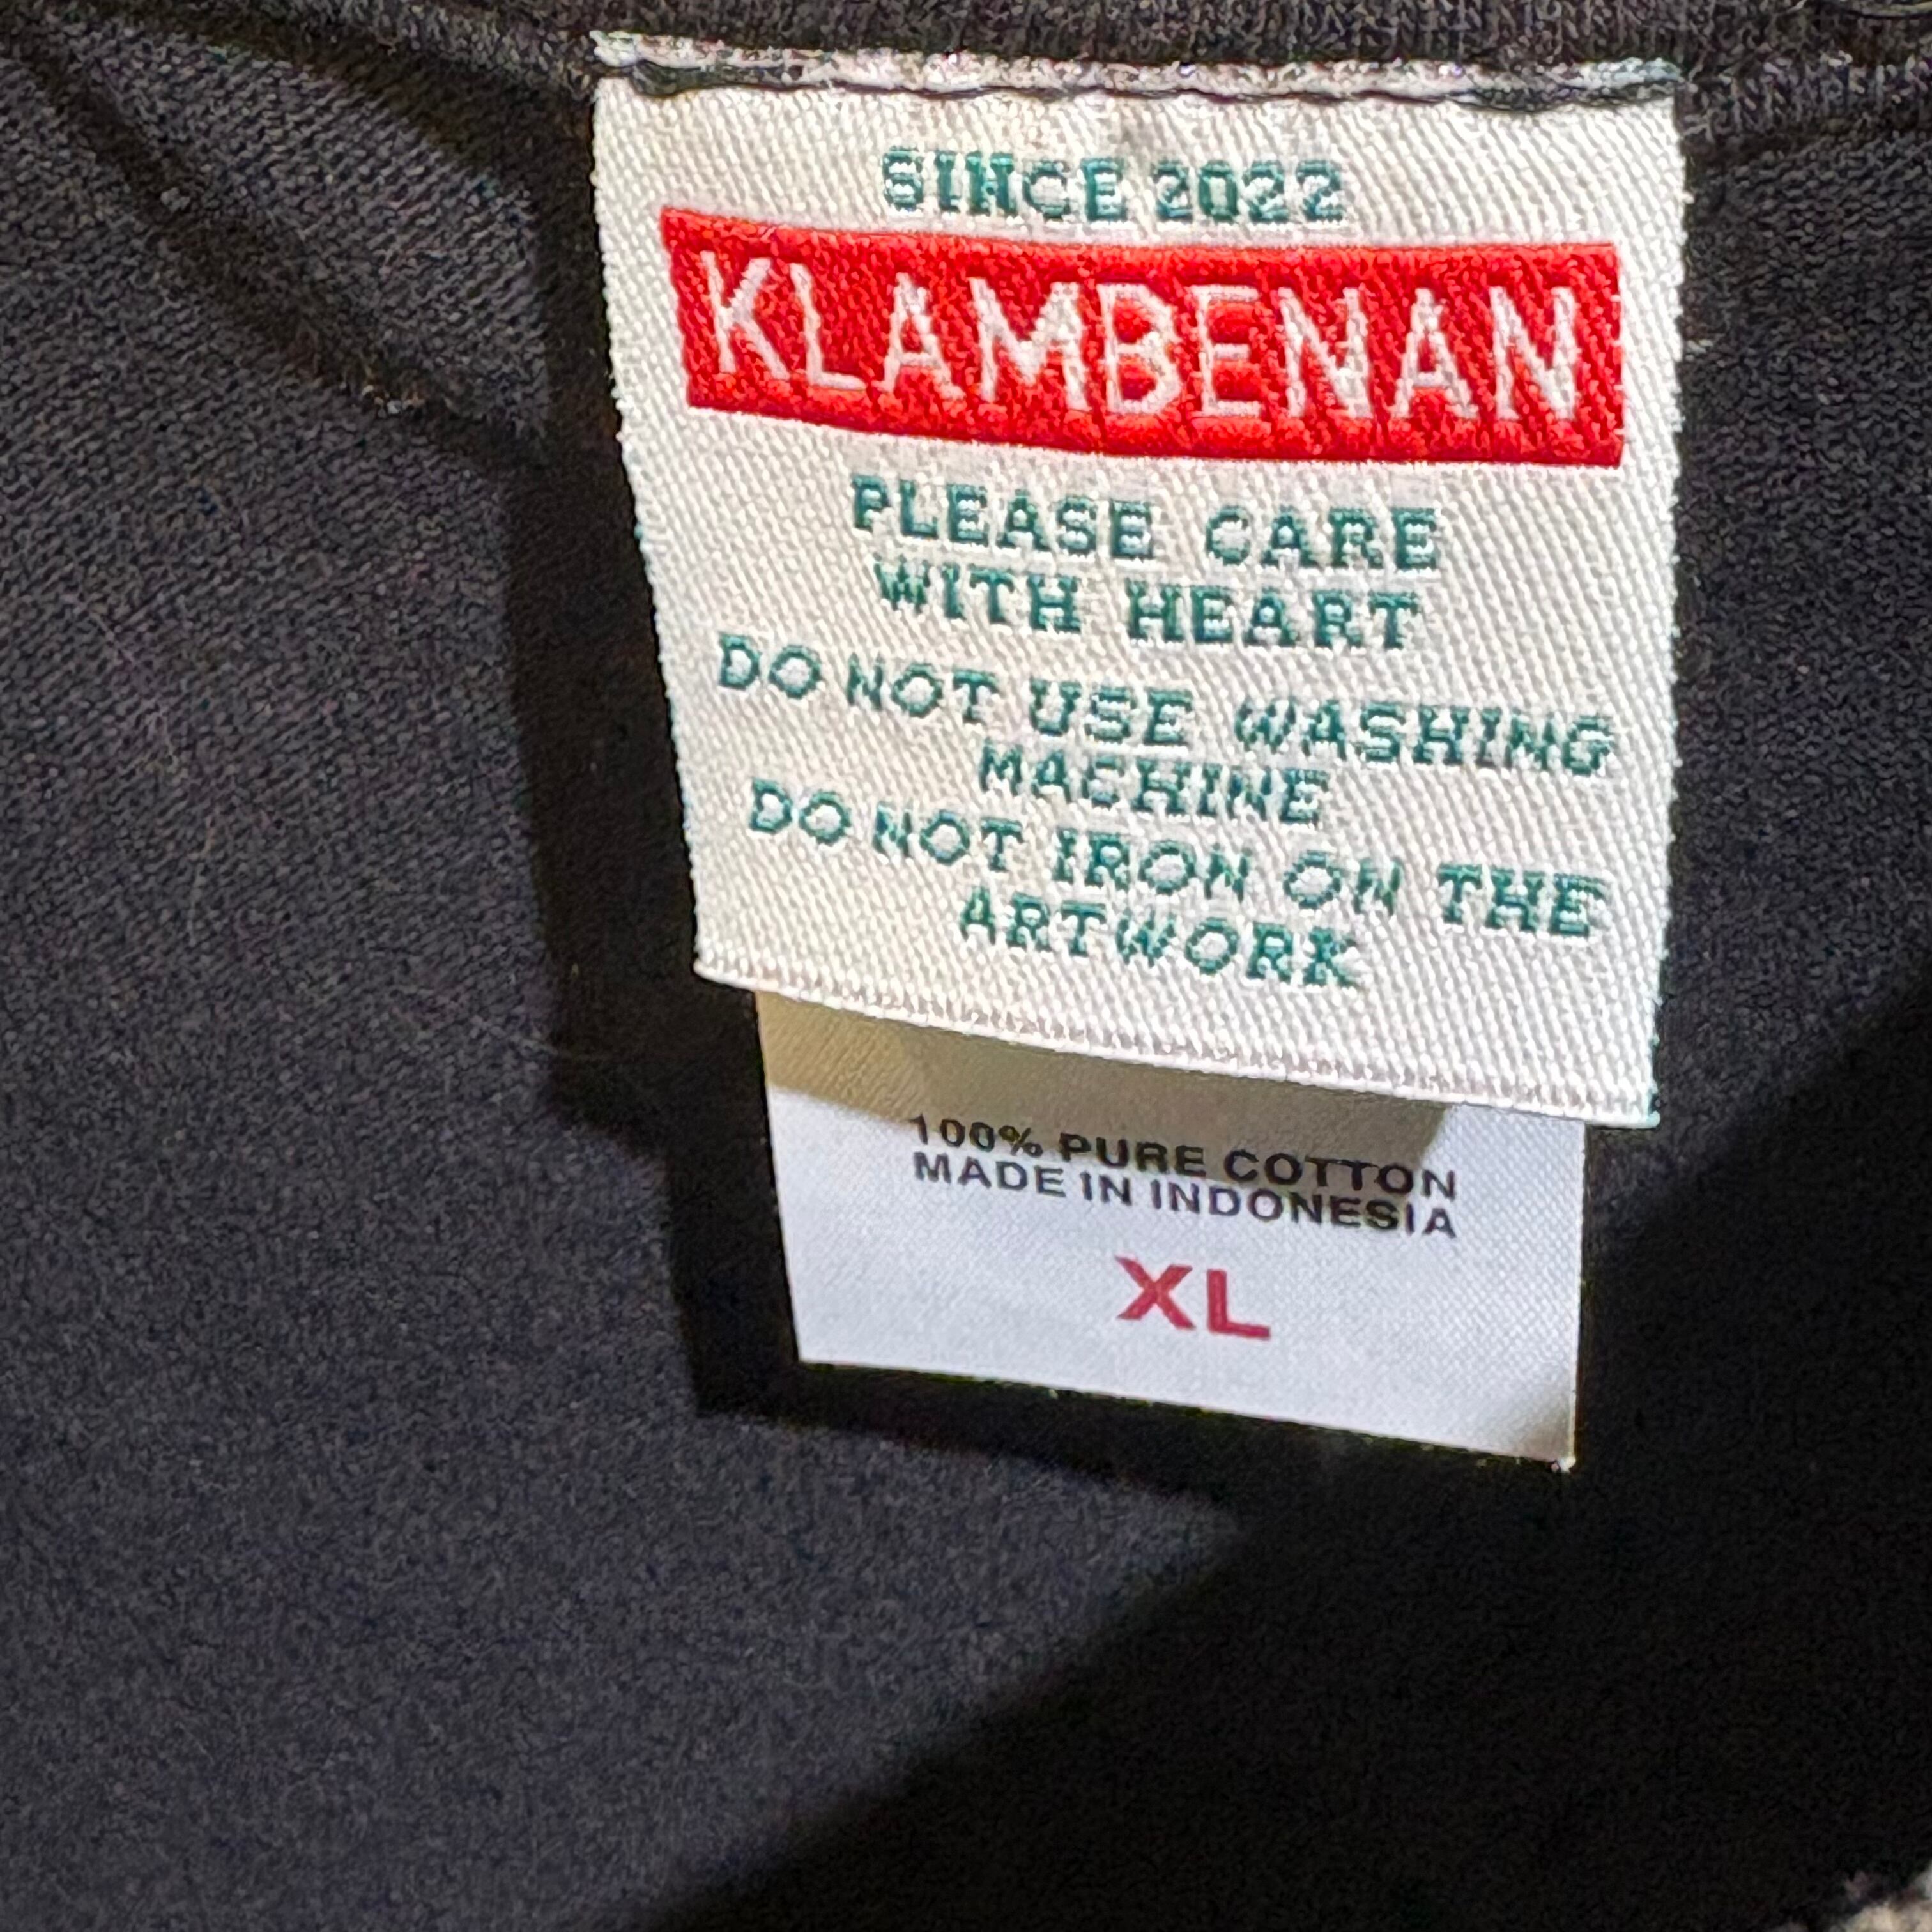 SINCE 2022
KLAMBENAN
PLEASE CARE
WITH HEART
DO NOT USE WASHING
MACHINE
DO NOT IRON ON THE
ARTWORK
100% PURE COTTON
MADE IN INDONESIA
XL